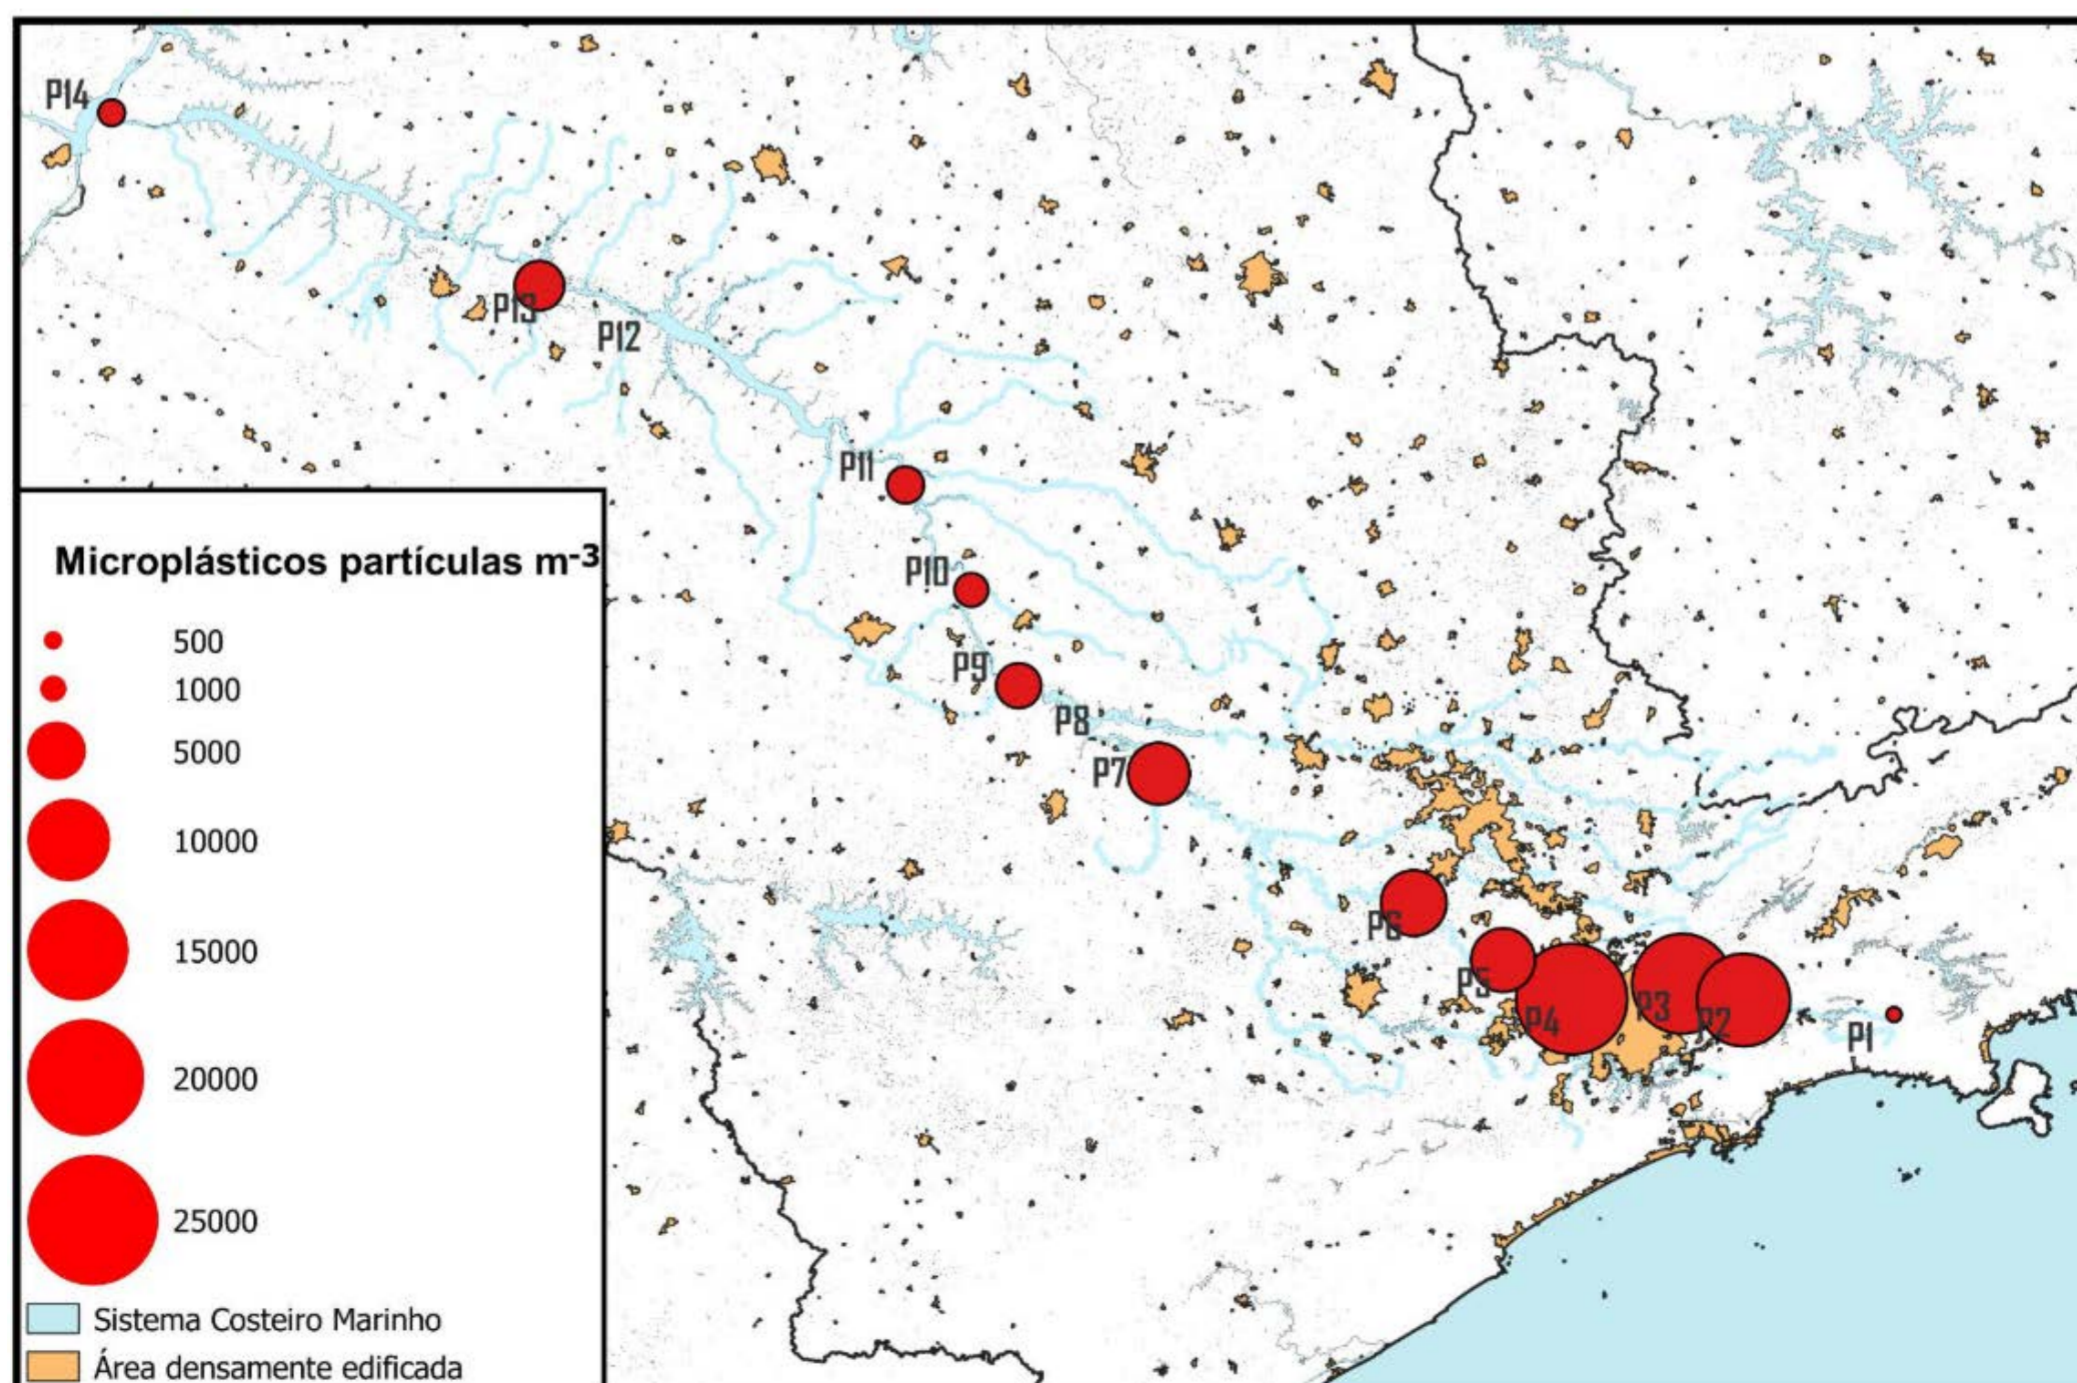 P14
P13
P12
P11
P10
P9
P8
P7
P6
P5
P4
P3
P2
P1
Microplásticos partículas m-3
500
1000
5000
10000
15000
20000
25000
Sistema Costeiro Marinho
Área densamente edificada